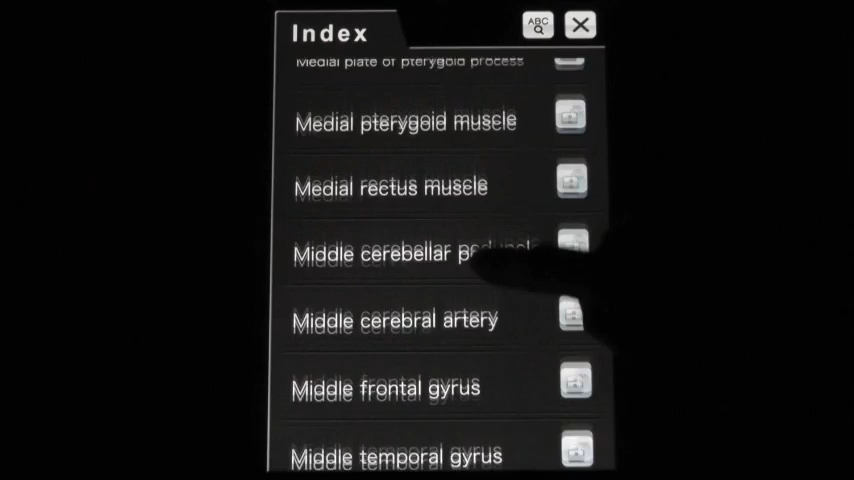 Index
ABC
Medial plate of pterygoid process
Medial pterygoid muscle
Medial rectus muscle
Middle cerebellar
Middle cerebral artery
Middle frontal gyrus
Middle temporal gyrus